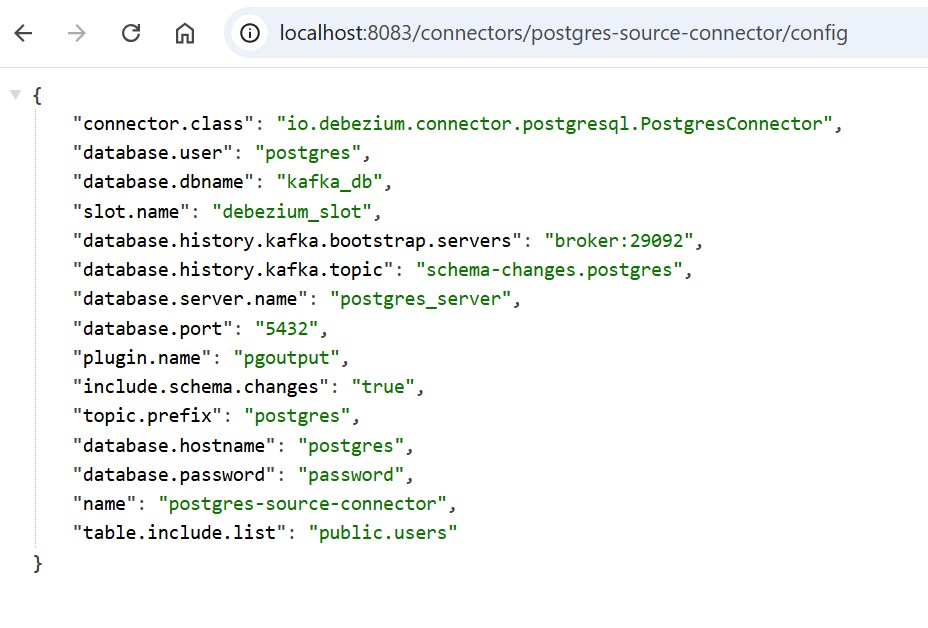 localhost:8083/connectors/postgres-source-connector/config
{
"connector.class": "io.debezium.connector.postgresql.PostgresConnector",
"database.user": "postgres",
"database.dbname": "kafka_db",
"slot.name": "debezium_slot",
"database.history.kafka.bootstrap.servers": "broker:29092",
"database.history.kafka.topic": "schema-changes.postgres",
"database.server.name": "postgres_server",
"database.port": "5432",
"plugin.name": "pgoutput",
"include.schema.changes": "true",
"topic.prefix": "postgres",
"database.hostname": "postgres",
"database.password": "password",
"name": "postgres-source-connector",
"table.include.list": "public.users"
}